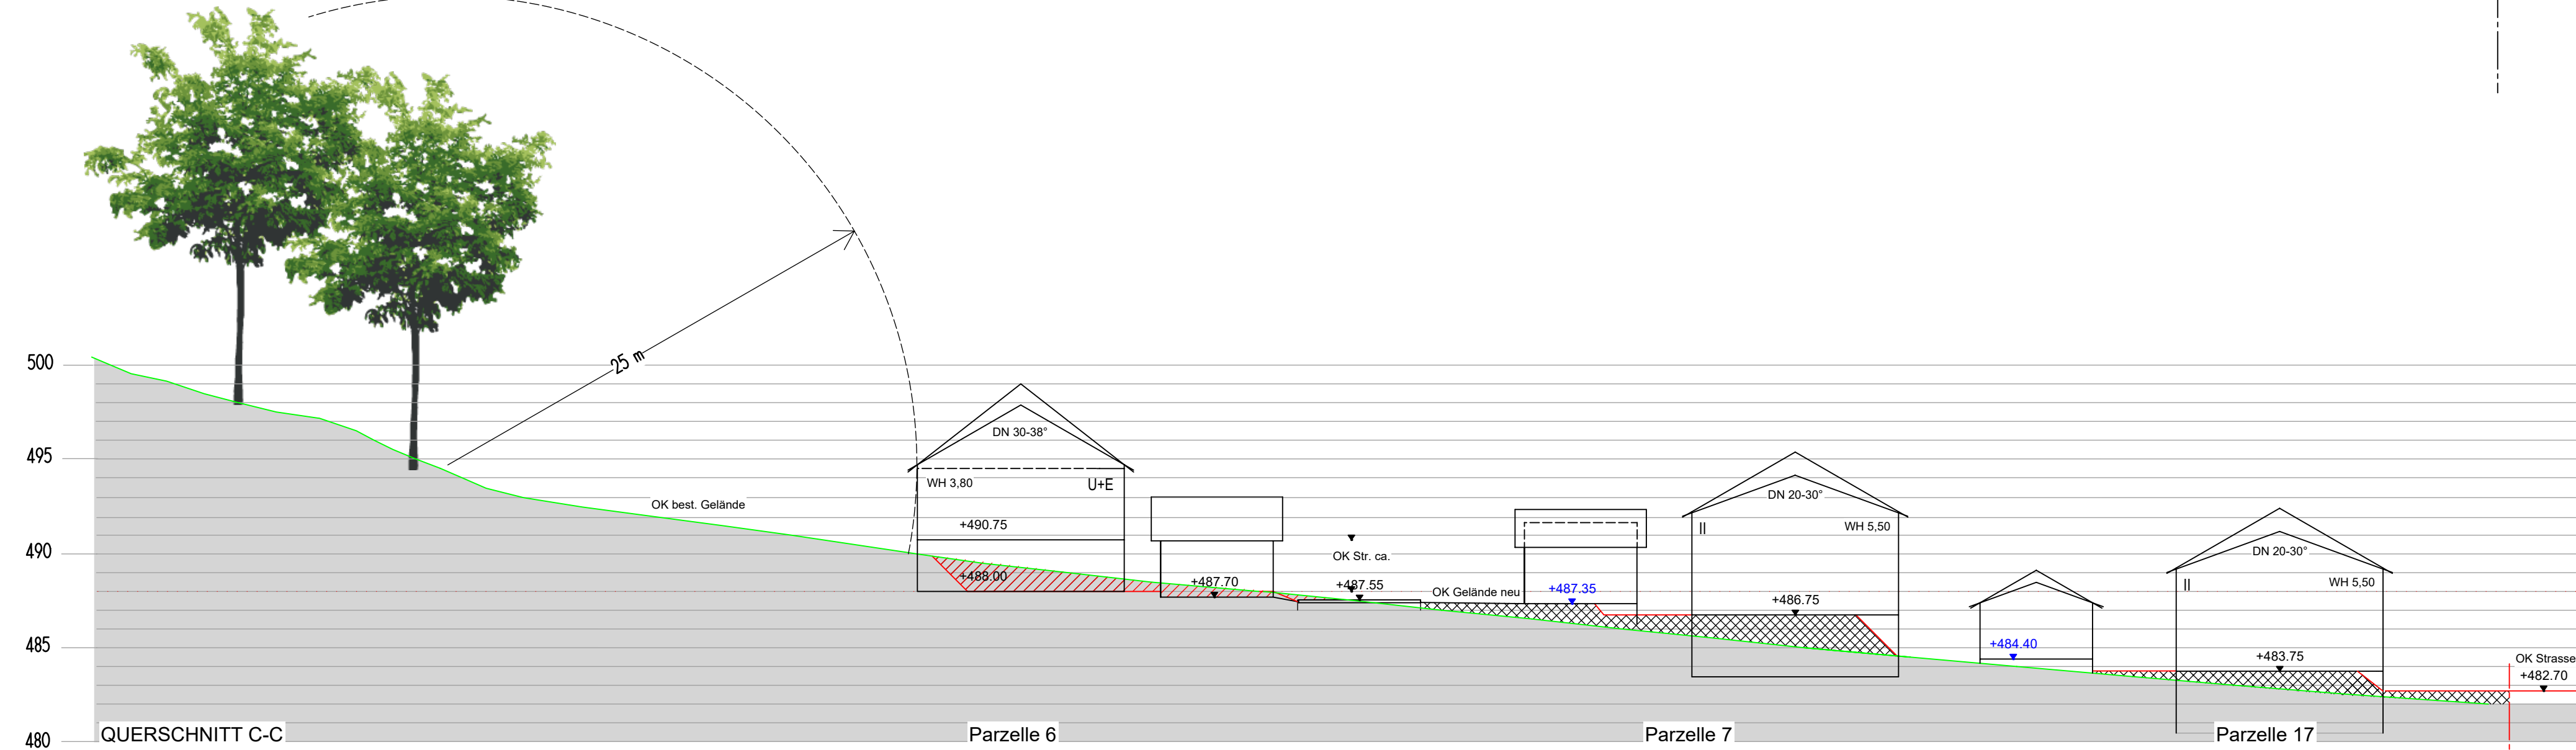 25 m
500
495
490
485
480
OK best. Gelände
DN 30-38°
WH 3,80
U+E
+490.75
+488.00
+487.70
OK Str. ca.
+487.55
OK Gelände neu
+487.35
DN 20-30°
II
WH 5,50
+486.75
+484.40
DN 20-30°
II
WH 5,50
+483.75
OK Strasse
+482.70
QUERSCHNITT C-C
Parzelle 6
Parzelle 7
Parzelle 17